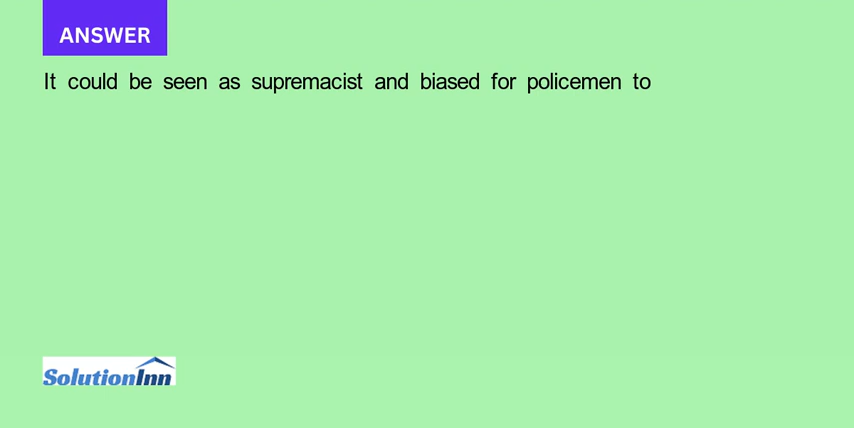 ANSWER
It could be seen as supremacist and biased for policemen to
SolutionInn